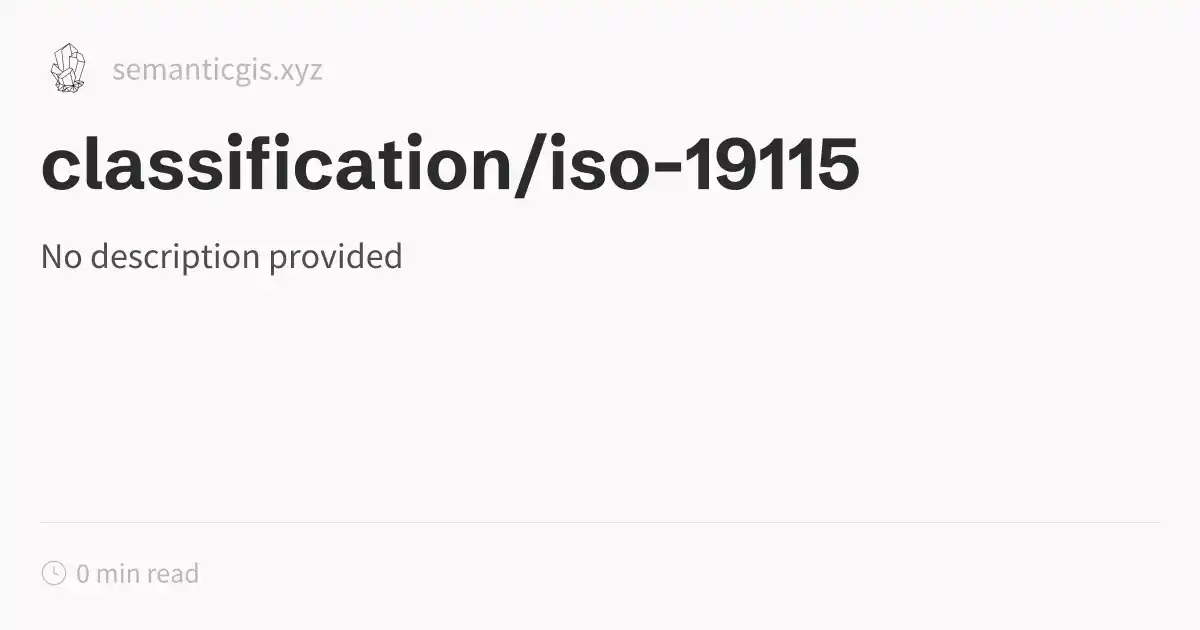 semanticgis.xyz
classification/iso-19115
No description provided
0 min read